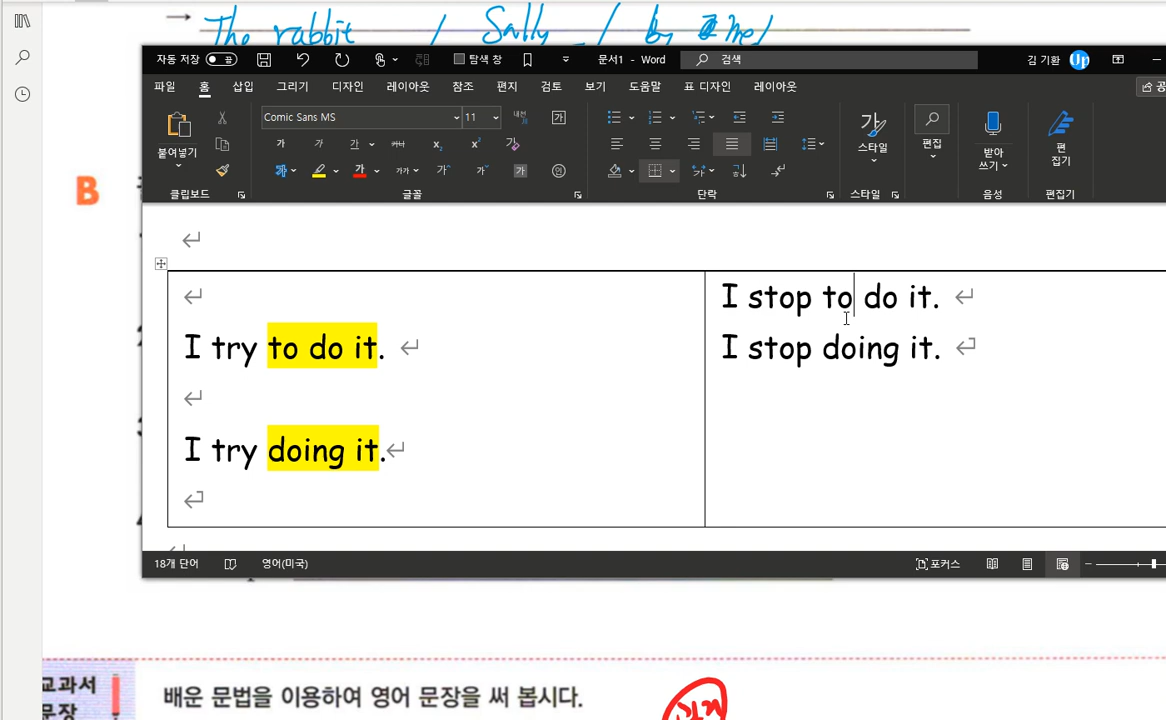 → The rabbit / Sally / by me/
자동 저장 끔
탐색 창
문서1 - Word
검색
김 기환
Up
파일 홈 삽입 그리기 디자인 레이아웃 참조 편지 검토 보기 도움말 표 디자인 레이아웃
공
붙여넣기
Comic Sans MS 11
스타일
편집
받아 쓰기
편 집기
클립보드 글꼴 단락 스타일 음성 편집기
B
I stop to do it.
I try to do it.
I stop doing it.
I try doing it.
18개 단어 영어(미국) 포커스
교과서 문장
배운 문법을 이용하여 영어 문장을 써 봅시다.